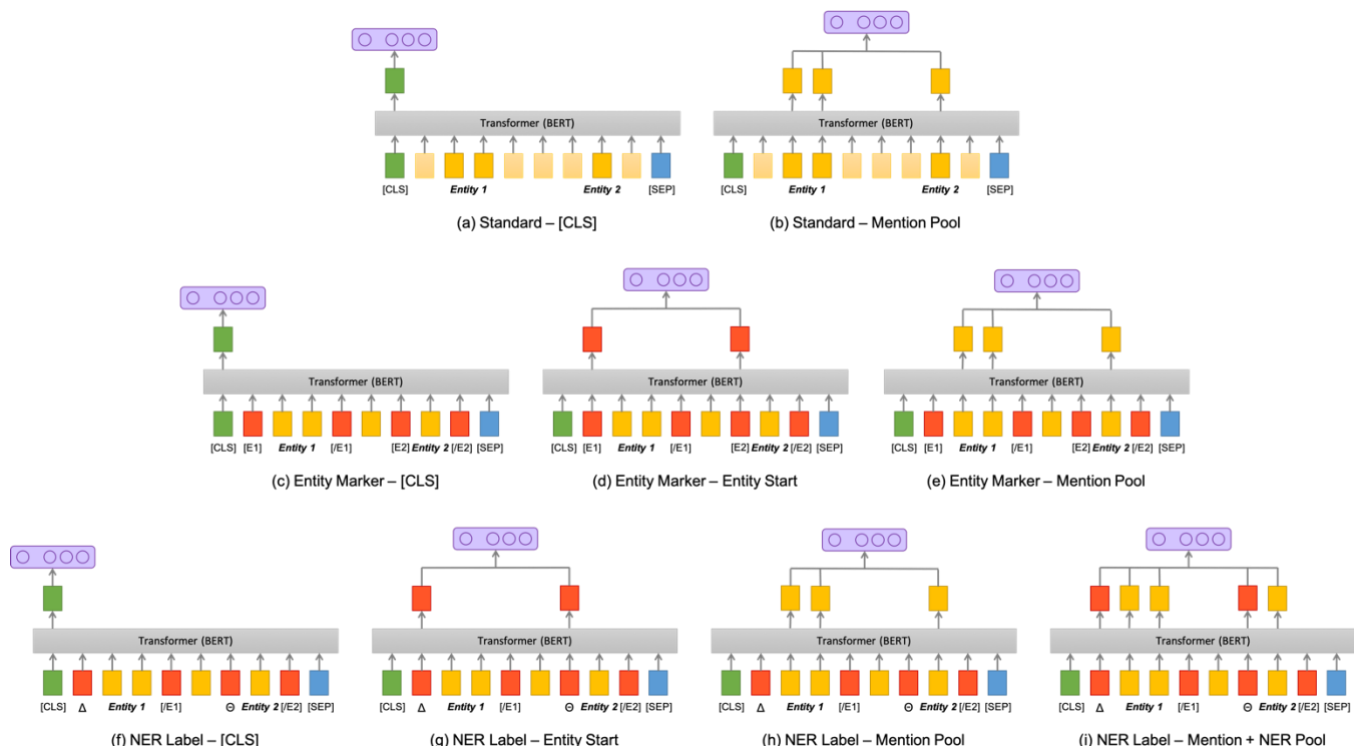 Transformer (BERT) Transformer (BERT)
[CLS] Entity 1 Entity 2 [SEP] [CLS] Entity 1 Entity 2 [SEP]
(a) Standard – [CLS] (b) Standard – Mention Pool
Transformer (BERT) Transformer (BERT) Transformer (BERT)
[CLS] [E1] Entity 1 [/E1] [E2] Entity 2 [/E2] [SEP] [CLS] [E1] Entity 1 [/E1] [E2] Entity 2 [/E2] [SEP] [CLS] [E1] Entity 1 [/E1] [E2] Entity 2 [/E2] [SEP]
(c) Entity Marker – [CLS] (d) Entity Marker – Entity Start (e) Entity Marker – Mention Pool
Transformer (BERT) Transformer (BERT) Transformer (BERT) Transformer (BERT)
[CLS] Δ Entity 1 [/E1] Θ Entity 2 [/E2] [SEP] [CLS] Δ Entity 1 [/E1] Θ Entity 2 [/E2] [SEP] [CLS] Δ Entity 1 [/E1] Θ Entity 2 [/E2] [SEP] [CLS] Δ Entity 1 [/E1] Θ Entity 2 [/E2] [SEP]
(f) NER Label – [CLS] (g) NER Label – Entity Start (h) NER Label – Mention Pool (i) NER Label – Mention + NER Pool